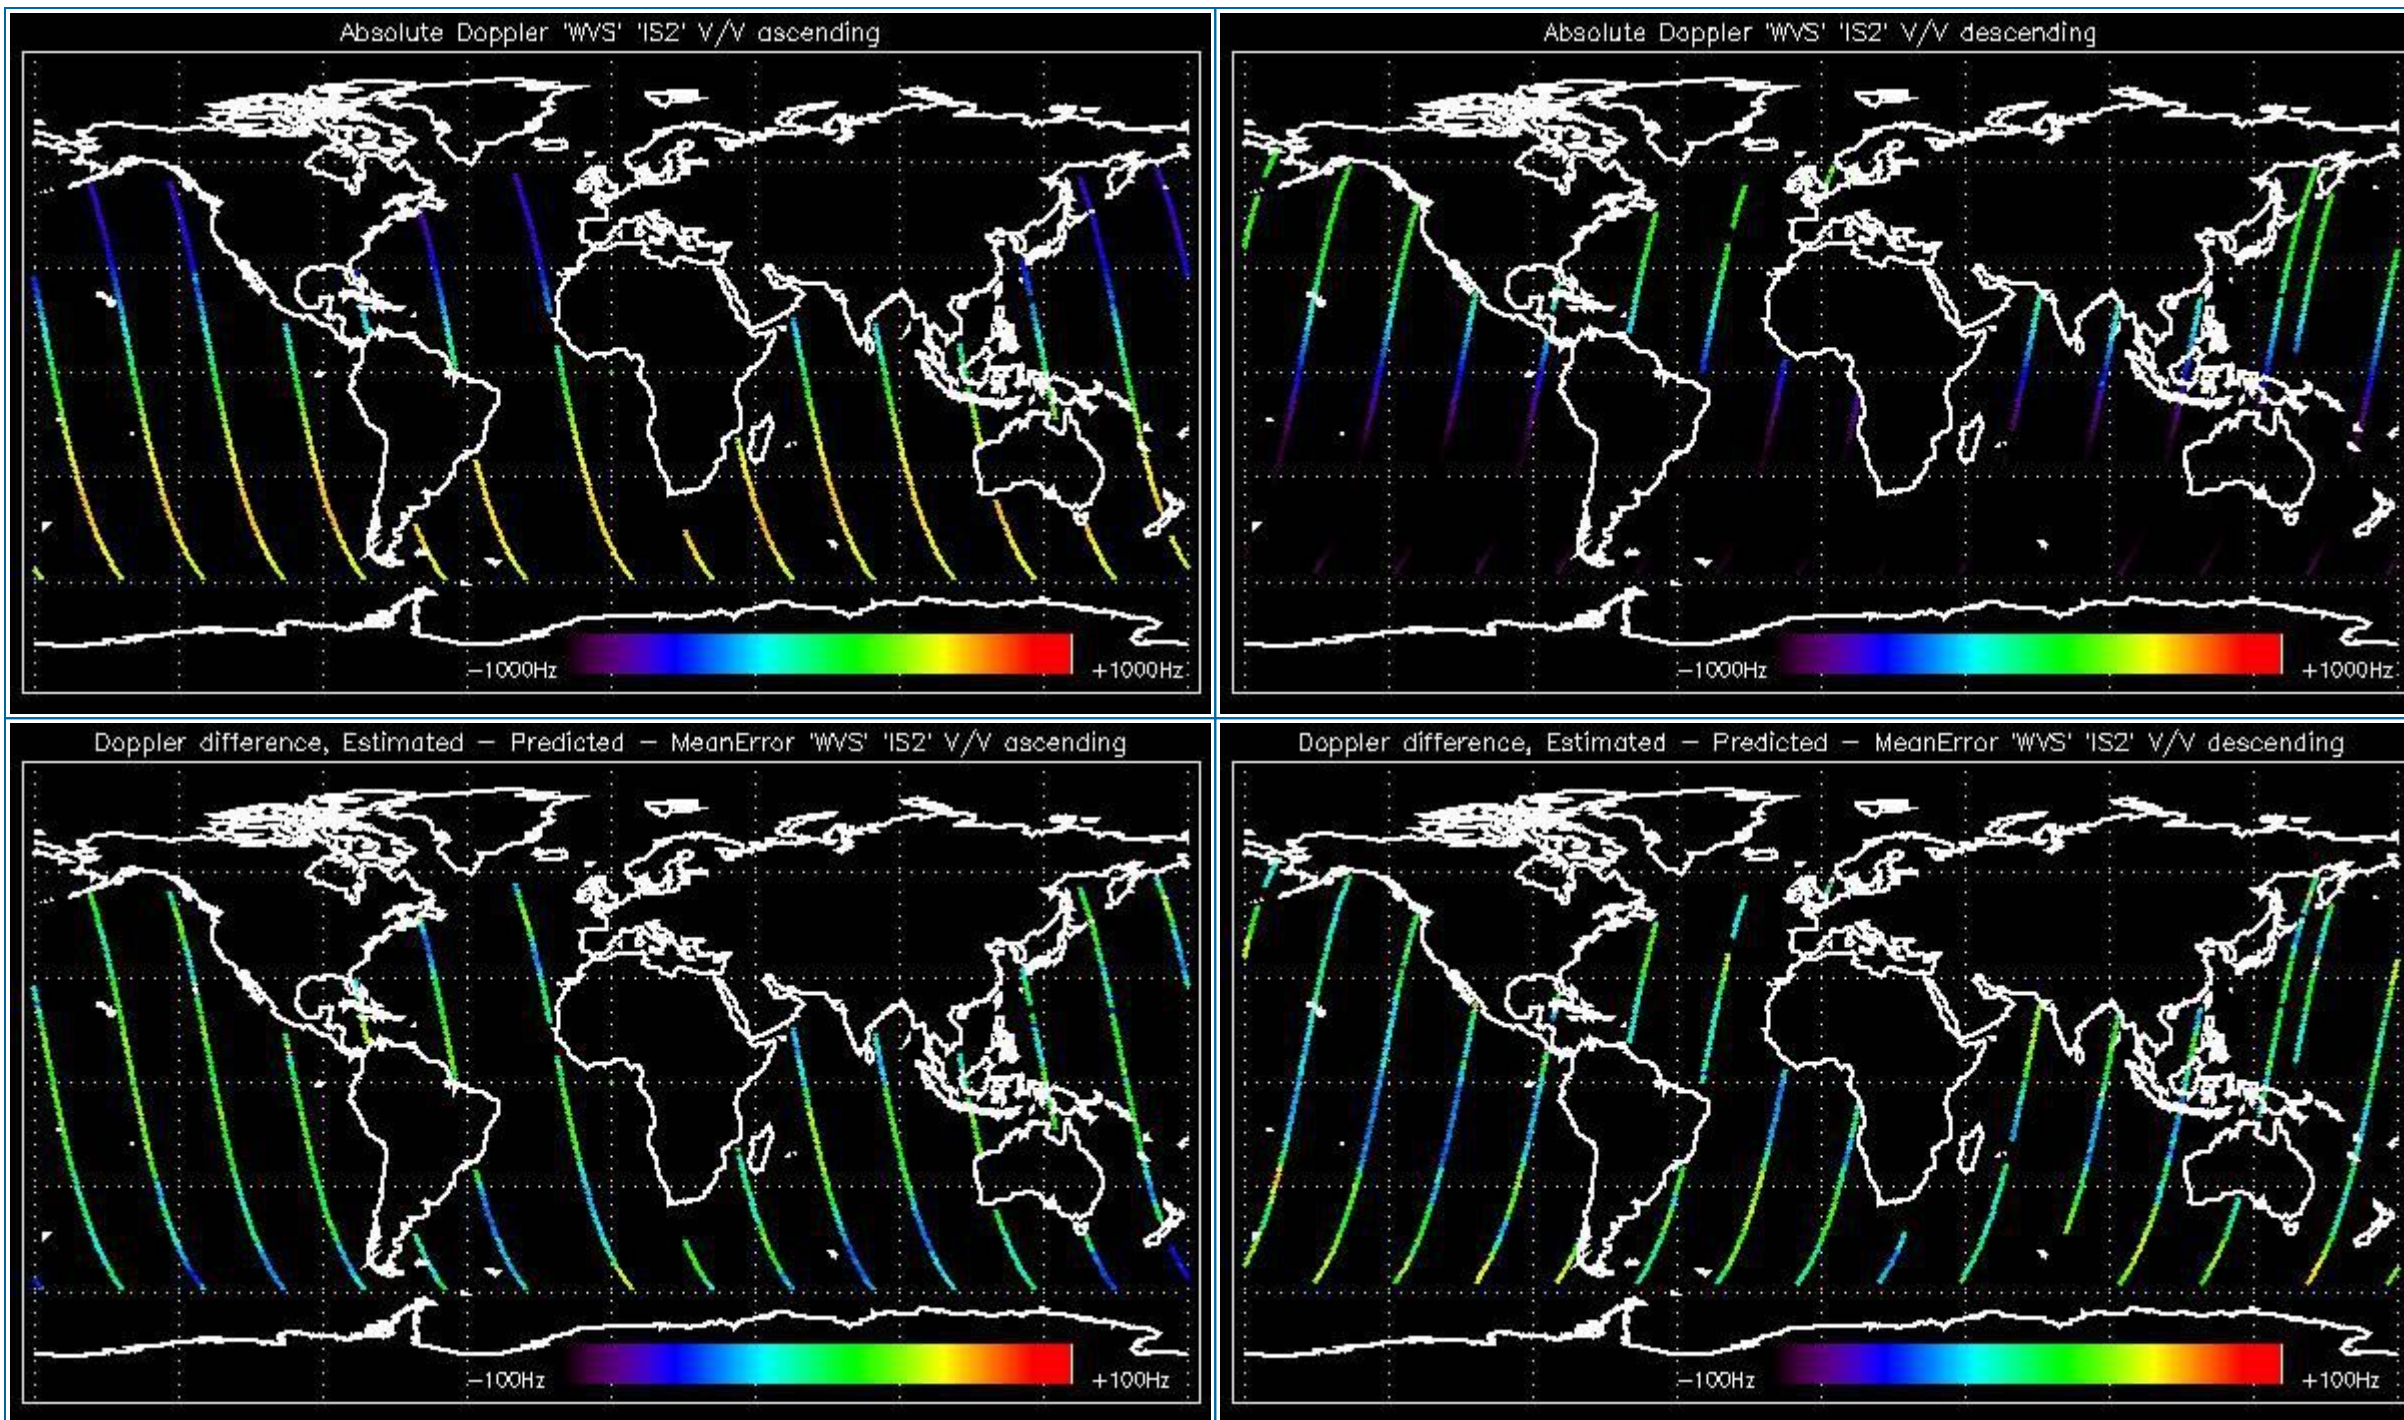 Absolute Doppler 'WVS' 'IS2' V/V ascending
-1000Hz
+1000Hz
Absolute Doppler 'WVS' 'IS2' V/V descending
-1000Hz
+1000Hz
Doppler difference, Estimated - Predicted - MeanError 'WVS' 'IS2' V/V ascending
-100Hz
+100Hz
Doppler difference, Estimated - Predicted - MeanError 'WVS' 'IS2' V/V descending
-100Hz
+100Hz